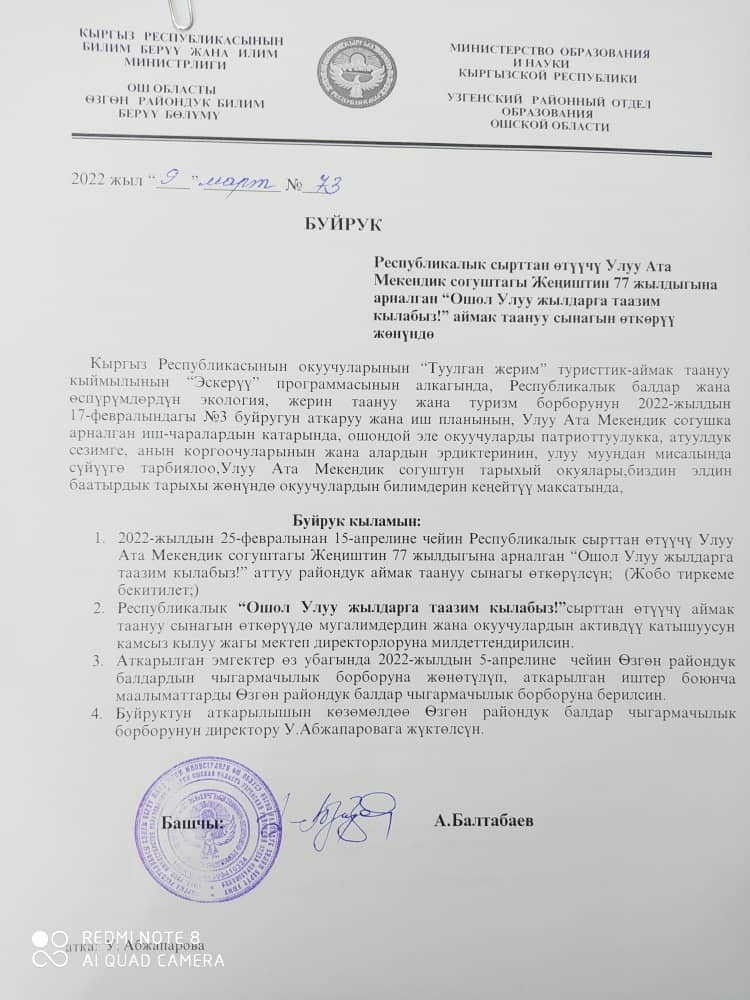 КЫРГЫЗ РЕСПУБЛИКАСЫНЫН
БИЛИМ БЕРҮҮ ЖАНА ИЛИМ
МИНИСТРЛИГИ
ОШ ОБЛАСТЫ
ӨЗГӨН РАЙОНДУК БИЛИМ
БЕРҮҮ БӨЛҮМҮ
МИНИСТЕРСТВО ОБРАЗОВАНИЯ
И НАУКИ
КЫРГЫЗСКОЙ РЕСПУБЛИКИ
УЗГЕНСКИЙ РАЙОННЫЙ ОТДЕЛ
ОБРАЗОВАНИЯ
ОШСКОЙ ОБЛАСТИ
2022 жыл “ 9 ” март № 73
БУЙРУК
Республикалык сырттан өтүүчү Улуу Ата
Мекендик согуштагы Жеңиштин 77 жылдыгына
арналган “Ошол Улуу жылдарга таазим
кылабыз!” аймак таануу сынагын өткөрүү
жөнүндө
Кыргыз Республикасынын окуучуларынын “Туулган жерим” туристтик-аймак таануу
кыймылынын “Эскерүү” программасынын алкагында, Республикалык балдар жана
өспүрүмдөрдүн экология, жерин таануу жана туризм борборунун 2022-жылдын
17-февралындагы №3 буйругун аткаруу жана иш планынын, Улуу Ата Мекендик согушка
арналган иш-чаралардын катарында, ошондой эле окуучуларды патриоттуулукка, атуулдук
сезимге, анын коргоочуларынын жана алардын эрдиктеринин, улуу муундан мисалында
сүйүүгө тарбиялоо,Улуу Ата Мекендик согуштун тарыхый окуялары,биздин элдин
баатырдык тарыхы жөнүндө окуучулардын билимдерин кеңейтүү максатында,
Буйрук кыламын:
1. 2022-жылдын 25-февралынан 15-апрелине чейин Республикалык сырттан өтүүчү Улуу
Ата Мекендик согуштагы Жеңиштин 77 жылдыгына арналган “Ошол Улуу жылдарга
таазим кылабыз!” аттуу райондук аймак таануу сынагы өткөрүлсүн; (Жобо тиркеме
бекитилет;)
2. Республикалык “Ошол Улуу жылдарга таазим кылабыз!”сырттан өтүүчү аймак
таануу сынагын өткөрүүдө мугалимдердин жана окуучулардын активдүү катышуусун
камсыз кылуу жагы мектеп директорлоруна милдеттендирилсин.
3. Аткарылган эмгектер өз убагында 2022-жылдын 5-апрелине чейин Өзгөн райондук
балдардын чыгармачылык борборуна жөнөтүлүп, аткарылган иштер боюнча
маалыматтарды Өзгөн райондук балдар чыгармачылык борборуна берилсин.
4. Буйруктун аткарылышын көзөмөлдөө Өзгөн райондук балдар чыгармачылык
борборунун директору У.Абжапаровага жүктөлсүн.
Башчы: А.Балтабаев
атка: У. Абжапарова
REDMI NOTE 8
AI QUAD CAMERA